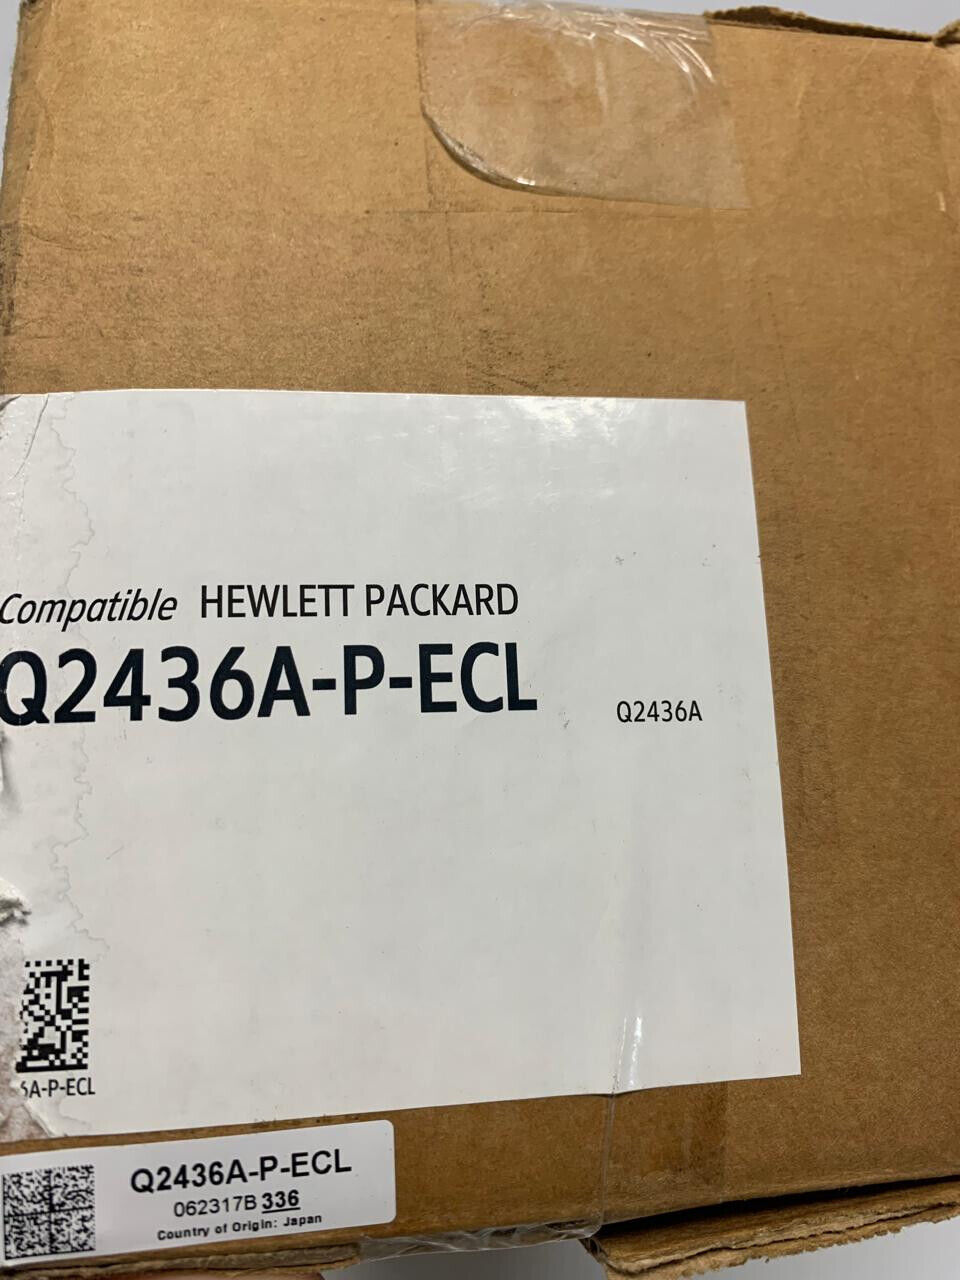 Compatible HEWLETT PACKARD
Q2436A-P-ECL
Q2436A
6A-P-ECL
Q2436A-P-ECL
062317B 336
Country of Origin: Japan